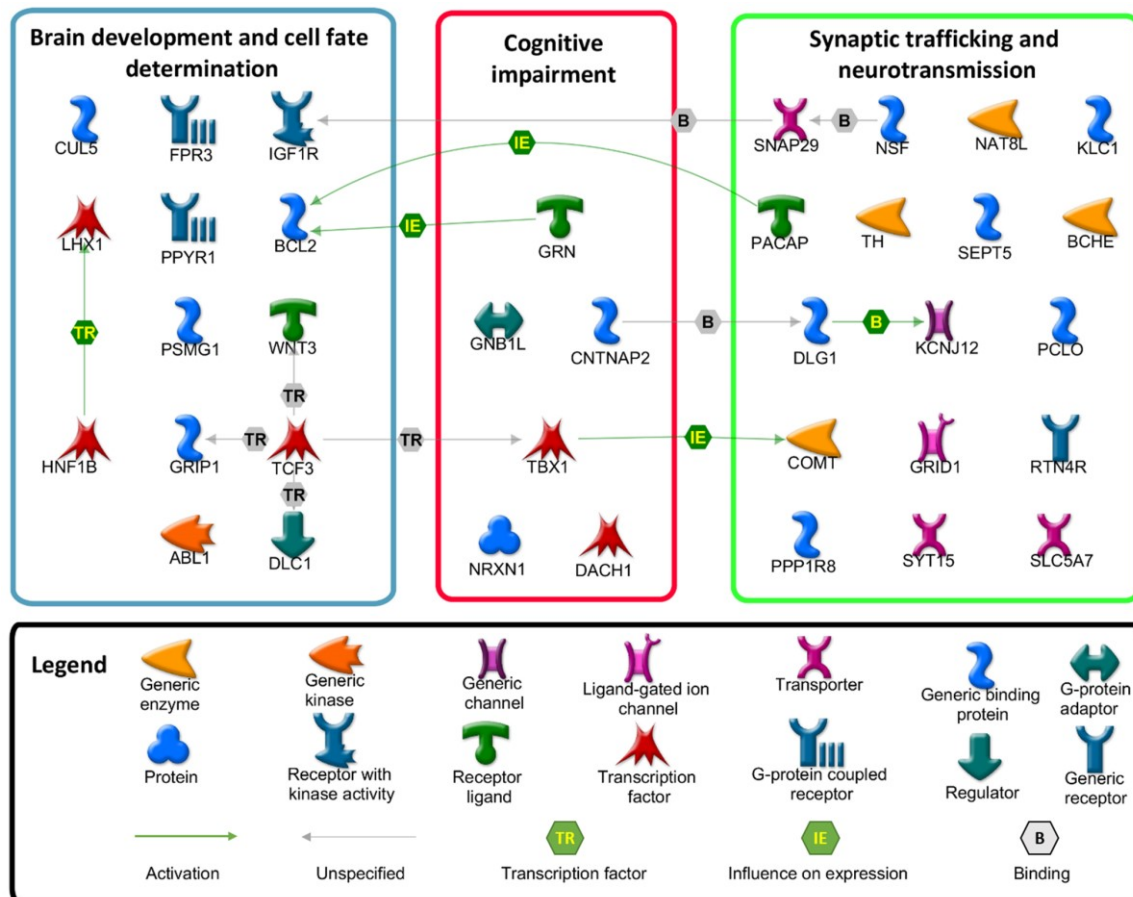 Brain development and cell fate
determination
Cognitive
impairment
Synaptic trafficking and
neurotransmission
CUL5
FPR3
IGF1R
B
SNAP29
B
NSF
NAT8L
KLC1
IE
LHX1
PPYR1
BCL2
IE
GRN
PACAP
TH
SEPT5
BCHE
TR
PSMG1
WNT3
GNB1L
CNTNAP2
B
DLG1
B
KCNJ12
PCLO
TR
HNF1B
GRIP1
TR
TCF3
TR
TBX1
IE
COMT
GRID1
RTN4R
TR
ABL1
DLC1
NRXN1
DACH1
PPP1R8
SYT15
SLC5A7
Legend
Generic
enzyme
Generic
kinase
Generic
channel
Ligand-gated ion
channel
Transporter
Generic binding
protein
G-protein
adaptor
Protein
Receptor with
kinase activity
Receptor
ligand
Transcription
factor
G-protein coupled
receptor
Regulator
Generic
receptor
TR
IE
B
Activation
Unspecified
Transcription factor
Influence on expression
Binding